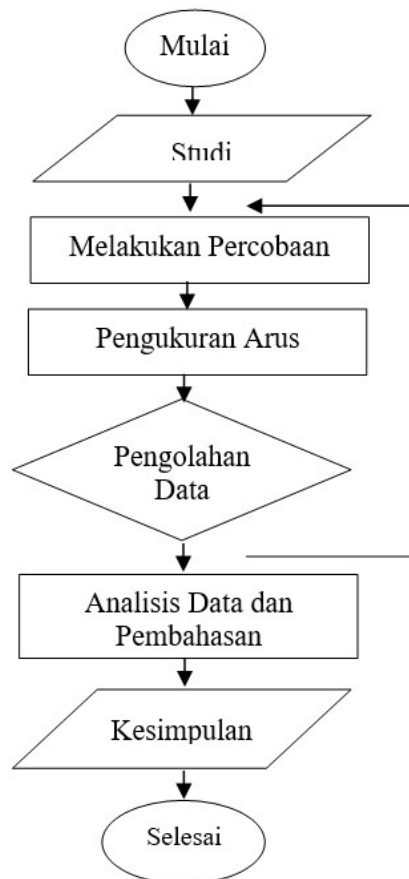 Mulai
Studi
Melakukan Percobaan
Pengukuran Arus
Pengolahan
Data
Analisis Data dan
Pembahasan
Kesimpulan
Selesai